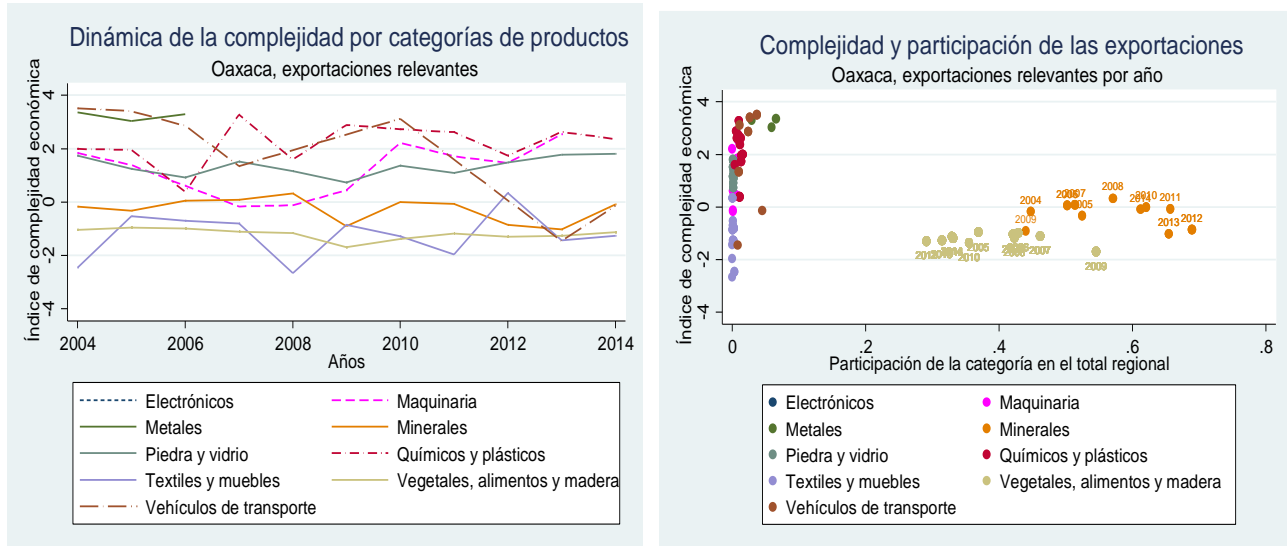 Dinámica de la complejidad por categorías de productos
Oaxaca, exportaciones relevantes
Índice de complejidad económica
4
2
0
-2
-4
2004
2006
2008
2010
2012
2014
Años
Electrónicos
Maquinaria
Metales
Minerales
Piedra y vidrio
Químicos y plásticos
Textiles y muebles
Vegetales, alimentos y madera
Vehículos de transporte
Complejidad y participación de las exportaciones
Oaxaca, exportaciones relevantes por año
Índice de complejidad económica
4
2
0
-2
-4
2004
2007
2005
2008
2010
2014
2011
2013
2012
2009
2005
2010
2007
2009
0
.2
.4
.6
.8
Participación de la categoría en el total regional
Electrónicos
Maquinaria
Metales
Minerales
Piedra y vidrio
Químicos y plásticos
Textiles y muebles
Vegetales, alimentos y madera
Vehículos de transporte